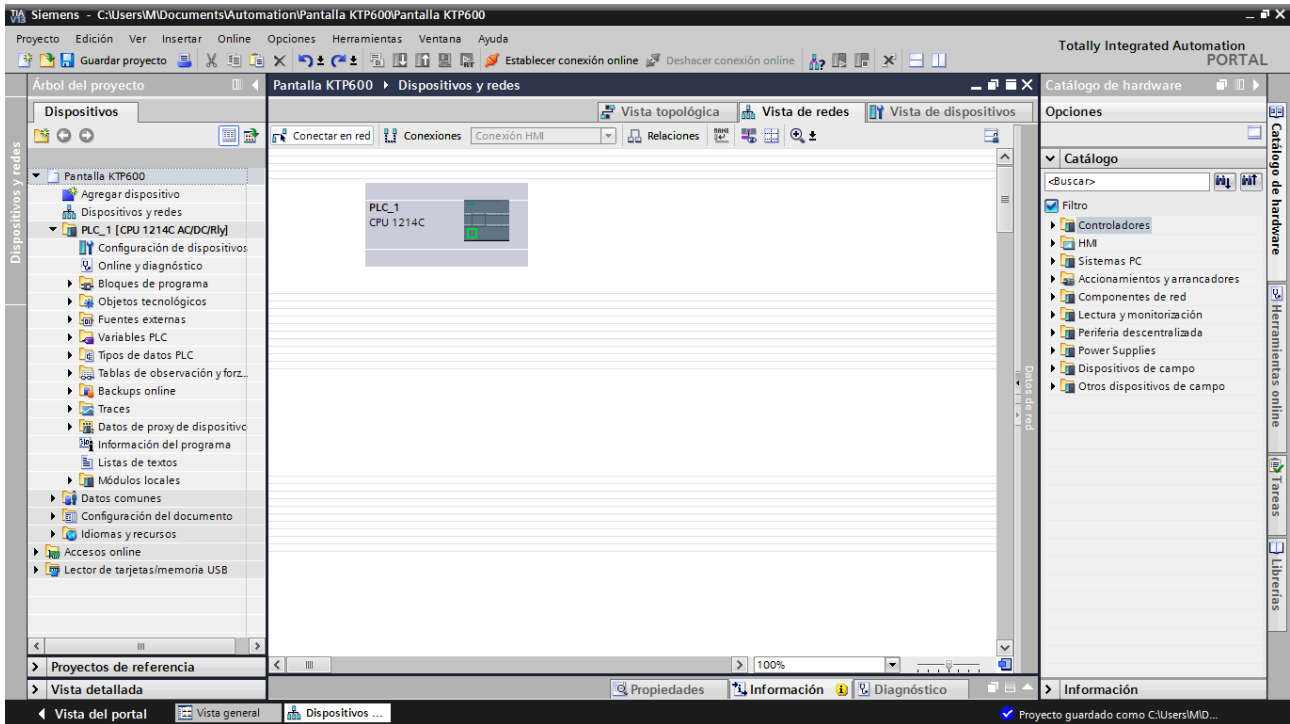 Siemens - C:\Users\M\Documents\Automation\Pantalla KTP600\Pantalla KTP600
Proyecto Edición Ver Insertar Online Opciones Herramientas Ventana Ayuda
Totally Integrated Automation
PORTAL
Guardar proyecto
Establecer conexión online
Deshacer conexión online
Árbol del proyecto
Dispositivos
Dispositivos y redes
Pantalla KTP600
Agregar dispositivo
Dispositivos y redes
PLC_1 [CPU 1214C AC/DC/Rly]
Configuración de dispositivos
Online y diagnóstico
Bloques de programa
Objetos tecnológicos
Fuentes externas
Variables PLC
Tipos de datos PLC
Tablas de observación y forz...
Backups online
Traces
Datos de proxy de dispositivo
Información del programa
Listas de textos
Módulos locales
Datos comunes
Configuración del documento
Idiomas y recursos
Accesos online
Lector de tarjetas/memoria USB
Proyectos de referencia
Vista detallada
Pantalla KTP600 Dispositivos y redes
Vista topológica
Vista de redes
Vista de dispositivos
Conectar en red
Conexiones
Conexión HMI
Relaciones
PLC_1
CPU 1214C
Datos de red
100%
Propiedades
Información
Diagnóstico
Catálogo de hardware
Opciones
Catálogo
<Buscar>
Filtro
Controladores
HMI
Sistemas PC
Accionamientos y arrancadores
Componentes de red
Lectura y monitorización
Periferia descentralizada
Power Supplies
Dispositivos de campo
Otros dispositivos de campo
Información
Catálogo de hardware
Herramientas online
Tareas
Librerías
Vista del portal
Vista general
Dispositivos ...
Proyecto guardado como C:\Users\M\D...